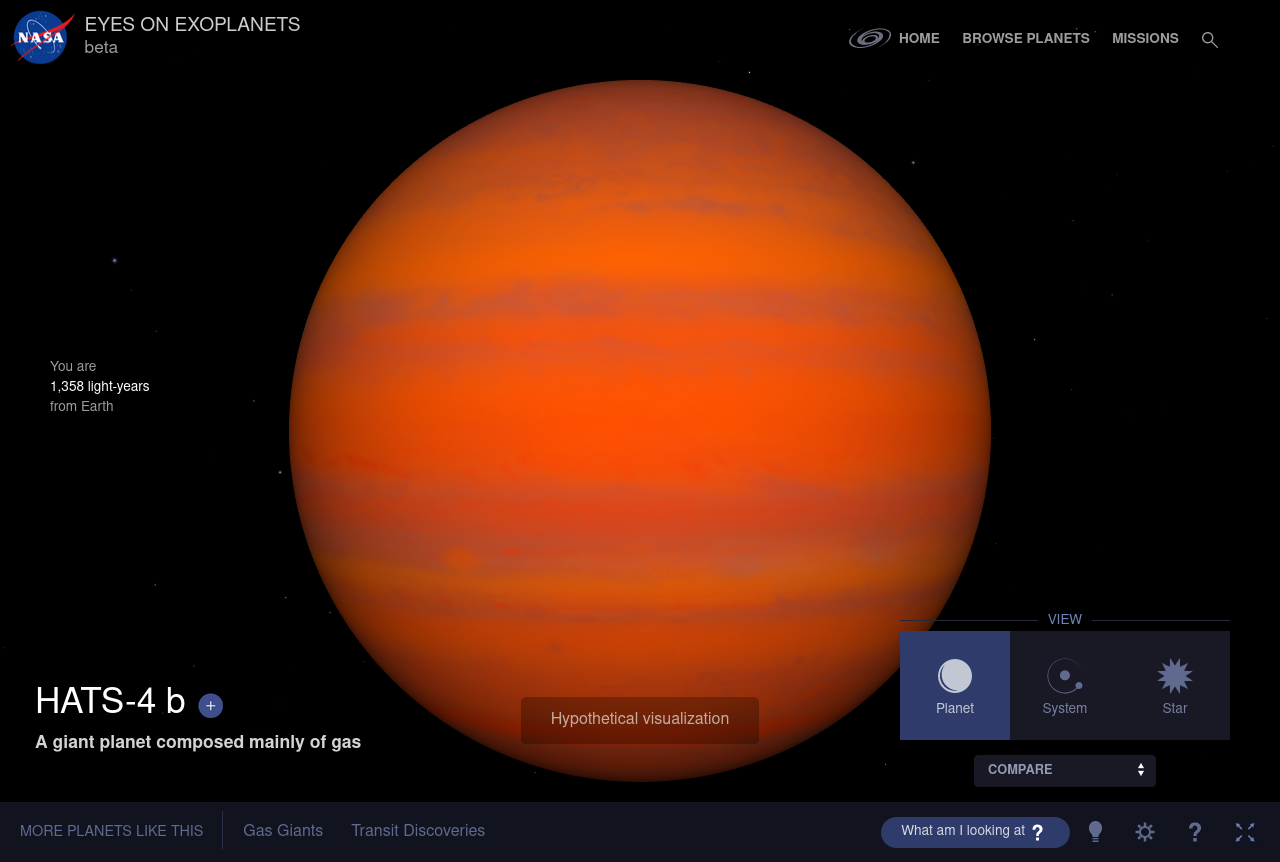 NASA
EYES ON EXOPLANETS
beta
HOME
BROWSE PLANETS
MISSIONS
You are
1,358 light-years
from Earth
VIEW
Planet
System
Star
HATS-4 b +
A giant planet composed mainly of gas
Hypothetical visualization
COMPARE
MORE PLANETS LIKE THIS
Gas Giants
Transit Discoveries
What am I looking at ?
?